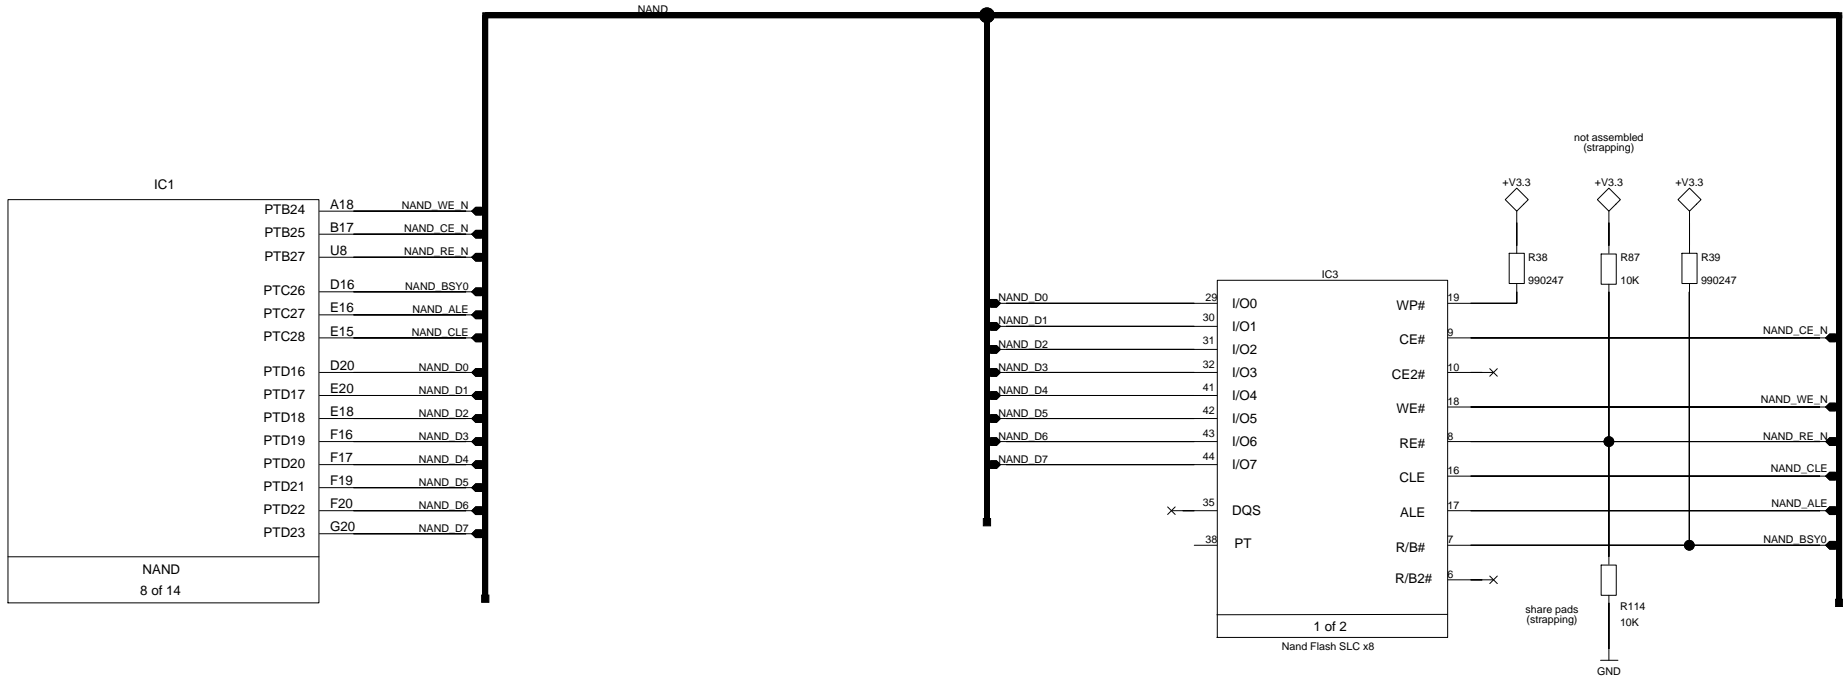 NAND
IC1
PTB24 A18 NAND_WE_N
PTB25 B17 NAND_CE_N
PTB27 U8 NAND_RE_N
PTC26 D16 NAND_BSY0
PTC27 E16 NAND_ALE
PTC28 E15 NAND_CLE
PTD16 D20 NAND_D0
PTD17 E20 NAND_D1
PTD18 E18 NAND_D2
PTD19 F16 NAND_D3
PTD20 F17 NAND_D4
PTD21 F19 NAND_D5
PTD22 F20 NAND_D6
PTD23 G20 NAND_D7
NAND
8 of 14
NAND_D0 29 I/O0
NAND_D1 30 I/O1
NAND_D2 31 I/O2
NAND_D3 32 I/O3
NAND_D4 41 I/O4
NAND_D5 42 I/O5
NAND_D6 43 I/O6
NAND_D7 44 I/O7
35 DQS
38 PT
IC3
WP# 19
CE# 9 NAND_CE_N
CE2# 10
WE# 18 NAND_WE_N
RE# 8 NAND_RE_N
CLE 16 NAND_CLE
ALE 17 NAND_ALE
R/B# 7 NAND_BSY0
R/B2# 6
1 of 2
Nand Flash SLC x8
not assembled
(strapping)
+V3.3 +V3.3 +V3.3
R38 R87 R39
990247 10K 990247
share pads
(strapping)
R114
10K
GND